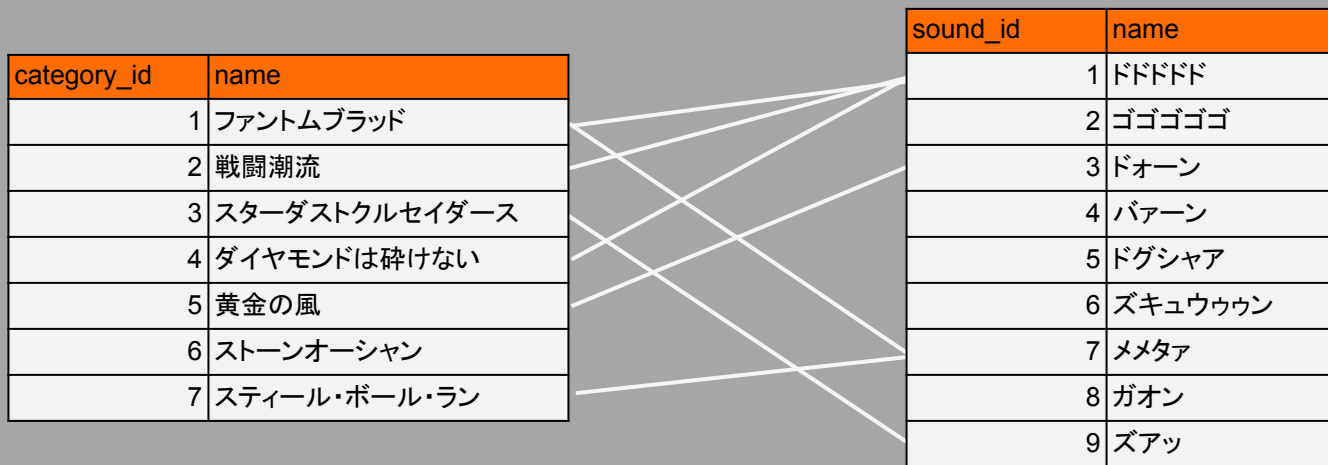 category_id name
1 ファントムブラッド
2 戦闘潮流
3 スターダストクルセイダース
4 ダイヤモンドは砕けない
5 黄金の風
6 ストーンオーシャン
7 スティール・ボール・ラン
sound_id name
1 ドドドドド
2 ゴゴゴゴゴ
3 ドォーン
4 バァーン
5 ドグシャア
6 ズキュウゥゥン
7 メメタァ
8 ガオン
9 ズアッ